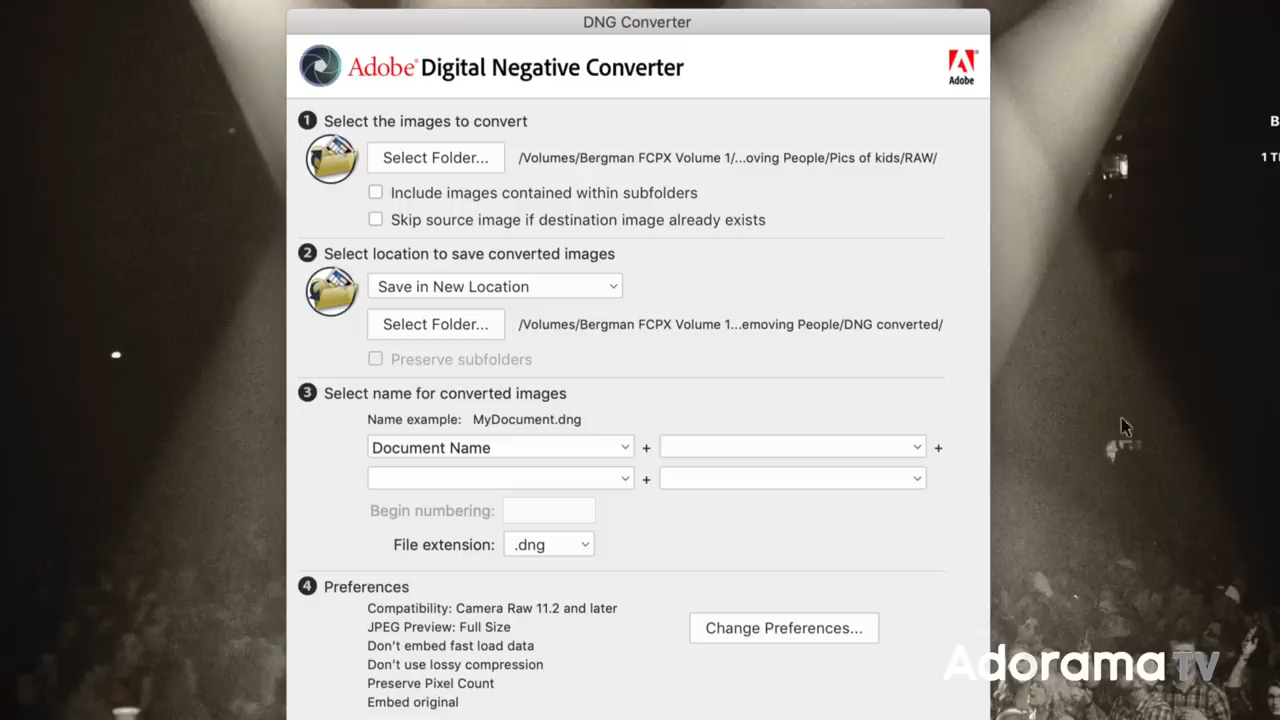 DNG Converter
Adobe® Digital Negative Converter
Adobe
1 Select the images to convert
Select Folder... /Volumes/Bergman FCPX Volume 1/...oving People/Pics of kids/RAW/
Include images contained within subfolders
Skip source image if destination image already exists
2 Select location to save converted images
Save in New Location
Select Folder... /Volumes/Bergman FCPX Volume 1...emoving People/DNG converted/
Preserve subfolders
3 Select name for converted images
Name example: MyDocument.dng
Document Name + +
+
Begin numbering:
File extension: .dng
4 Preferences
Compatibility: Camera Raw 11.2 and later
JPEG Preview: Full Size
Don't embed fast load data
Don't use lossy compression
Preserve Pixel Count
Embed original
Change Preferences...
Adorama TV